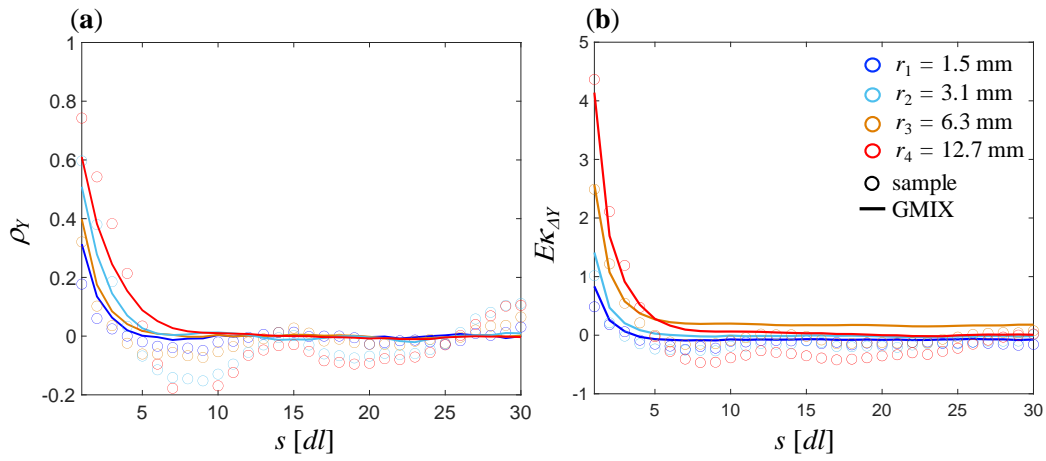 (a)
1
0.8
0.6
0.4
0.2
0
-0.2
ρ_Y
5 10 15 20 25 30
s [dl]
(b)
5
4
3
2
1
0
-1
Eκ_ΔY
5 10 15 20 25 30
s [dl]
r₁ = 1.5 mm
r₂ = 3.1 mm
r₃ = 6.3 mm
r₄ = 12.7 mm
sample
GMIX